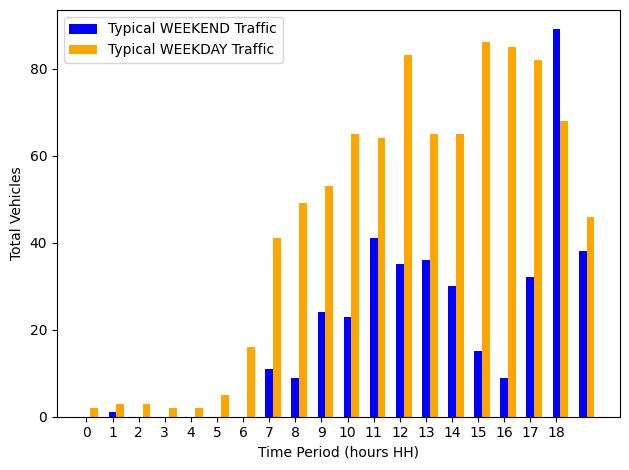 Typical WEEKEND Traffic
Typical WEEKDAY Traffic
80
60
40
20
0
Total Vehicles
0 1 2 3 4 5 6 7 8 9 10 11 12 13 14 15 16 17 18
Time Period (hours HH)